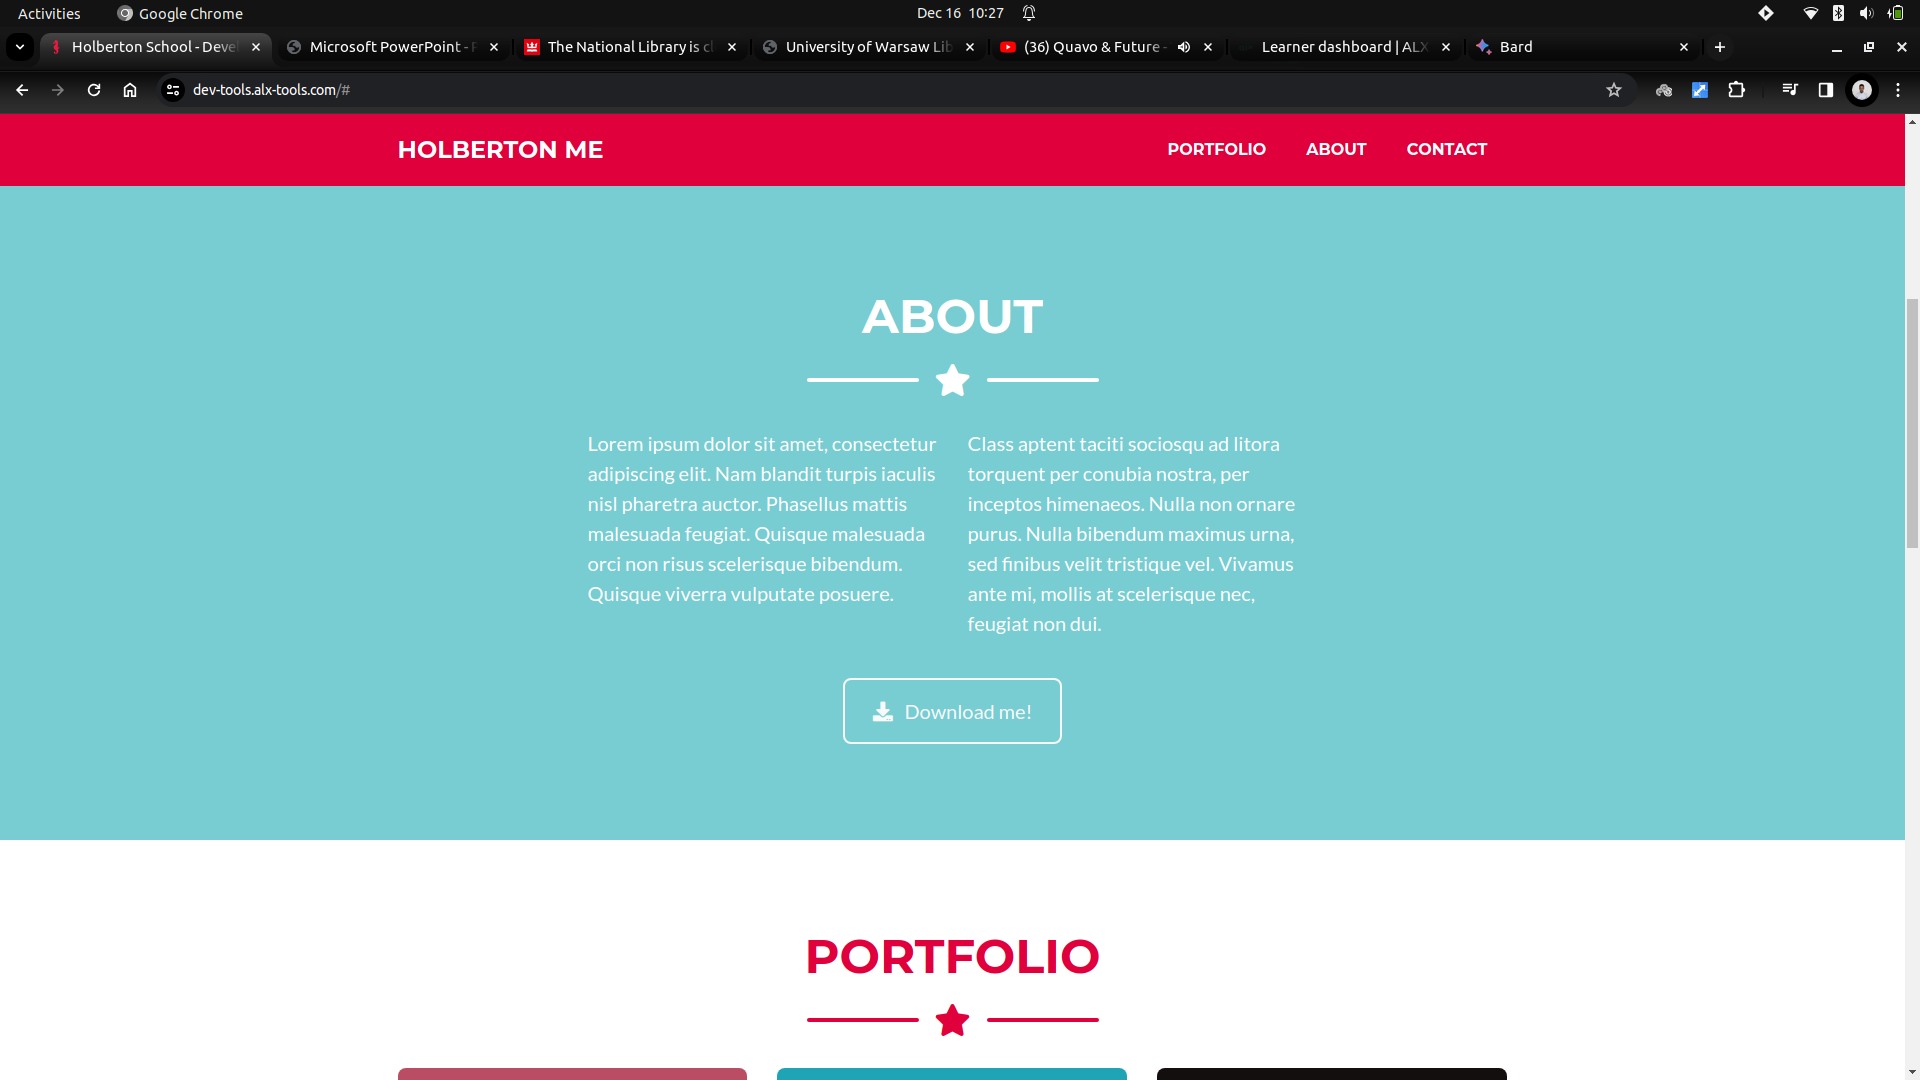 Activities Google Chrome Dec 16 10:27
Holberton School - Deve Microsoft PowerPoint - The National Library is University of Warsaw Lib (36) Quavo & Future - Learner dashboard | ALX Bard
dev-tools.alx-tools.com/#
HOLBERTON ME PORTFOLIO ABOUT CONTACT
ABOUT
Lorem ipsum dolor sit amet, consectetur
adipiscing elit. Nam blandit turpis iaculis
nisl pharetra auctor. Phasellus mattis
malesuada feugiat. Quisque malesuada
orci non risus scelerisque bibendum.
Quisque viverra vulputate posuere.
Class aptent taciti sociosqu ad litora
torquent per conubia nostra, per
inceptos himenaeos. Nulla non ornare
purus. Nulla bibendum maximus urna,
sed finibus velit tristique vel. Vivamus
ante mi, mollis at scelerisque nec,
feugiat non dui.
Download me!
PORTFOLIO